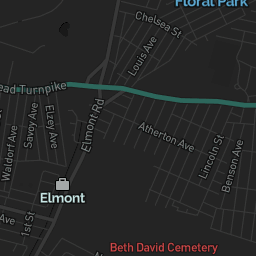 Floral Park
Chelsea St
Louis Ave
ead Turnpike
Elmont Rd
Waldorf Ave
Savoy Ave
Elzey Ave
Atherton Ave
Lincoln St
Benson Ave
Elmont
Ave
1st St
Beth David Cemetery